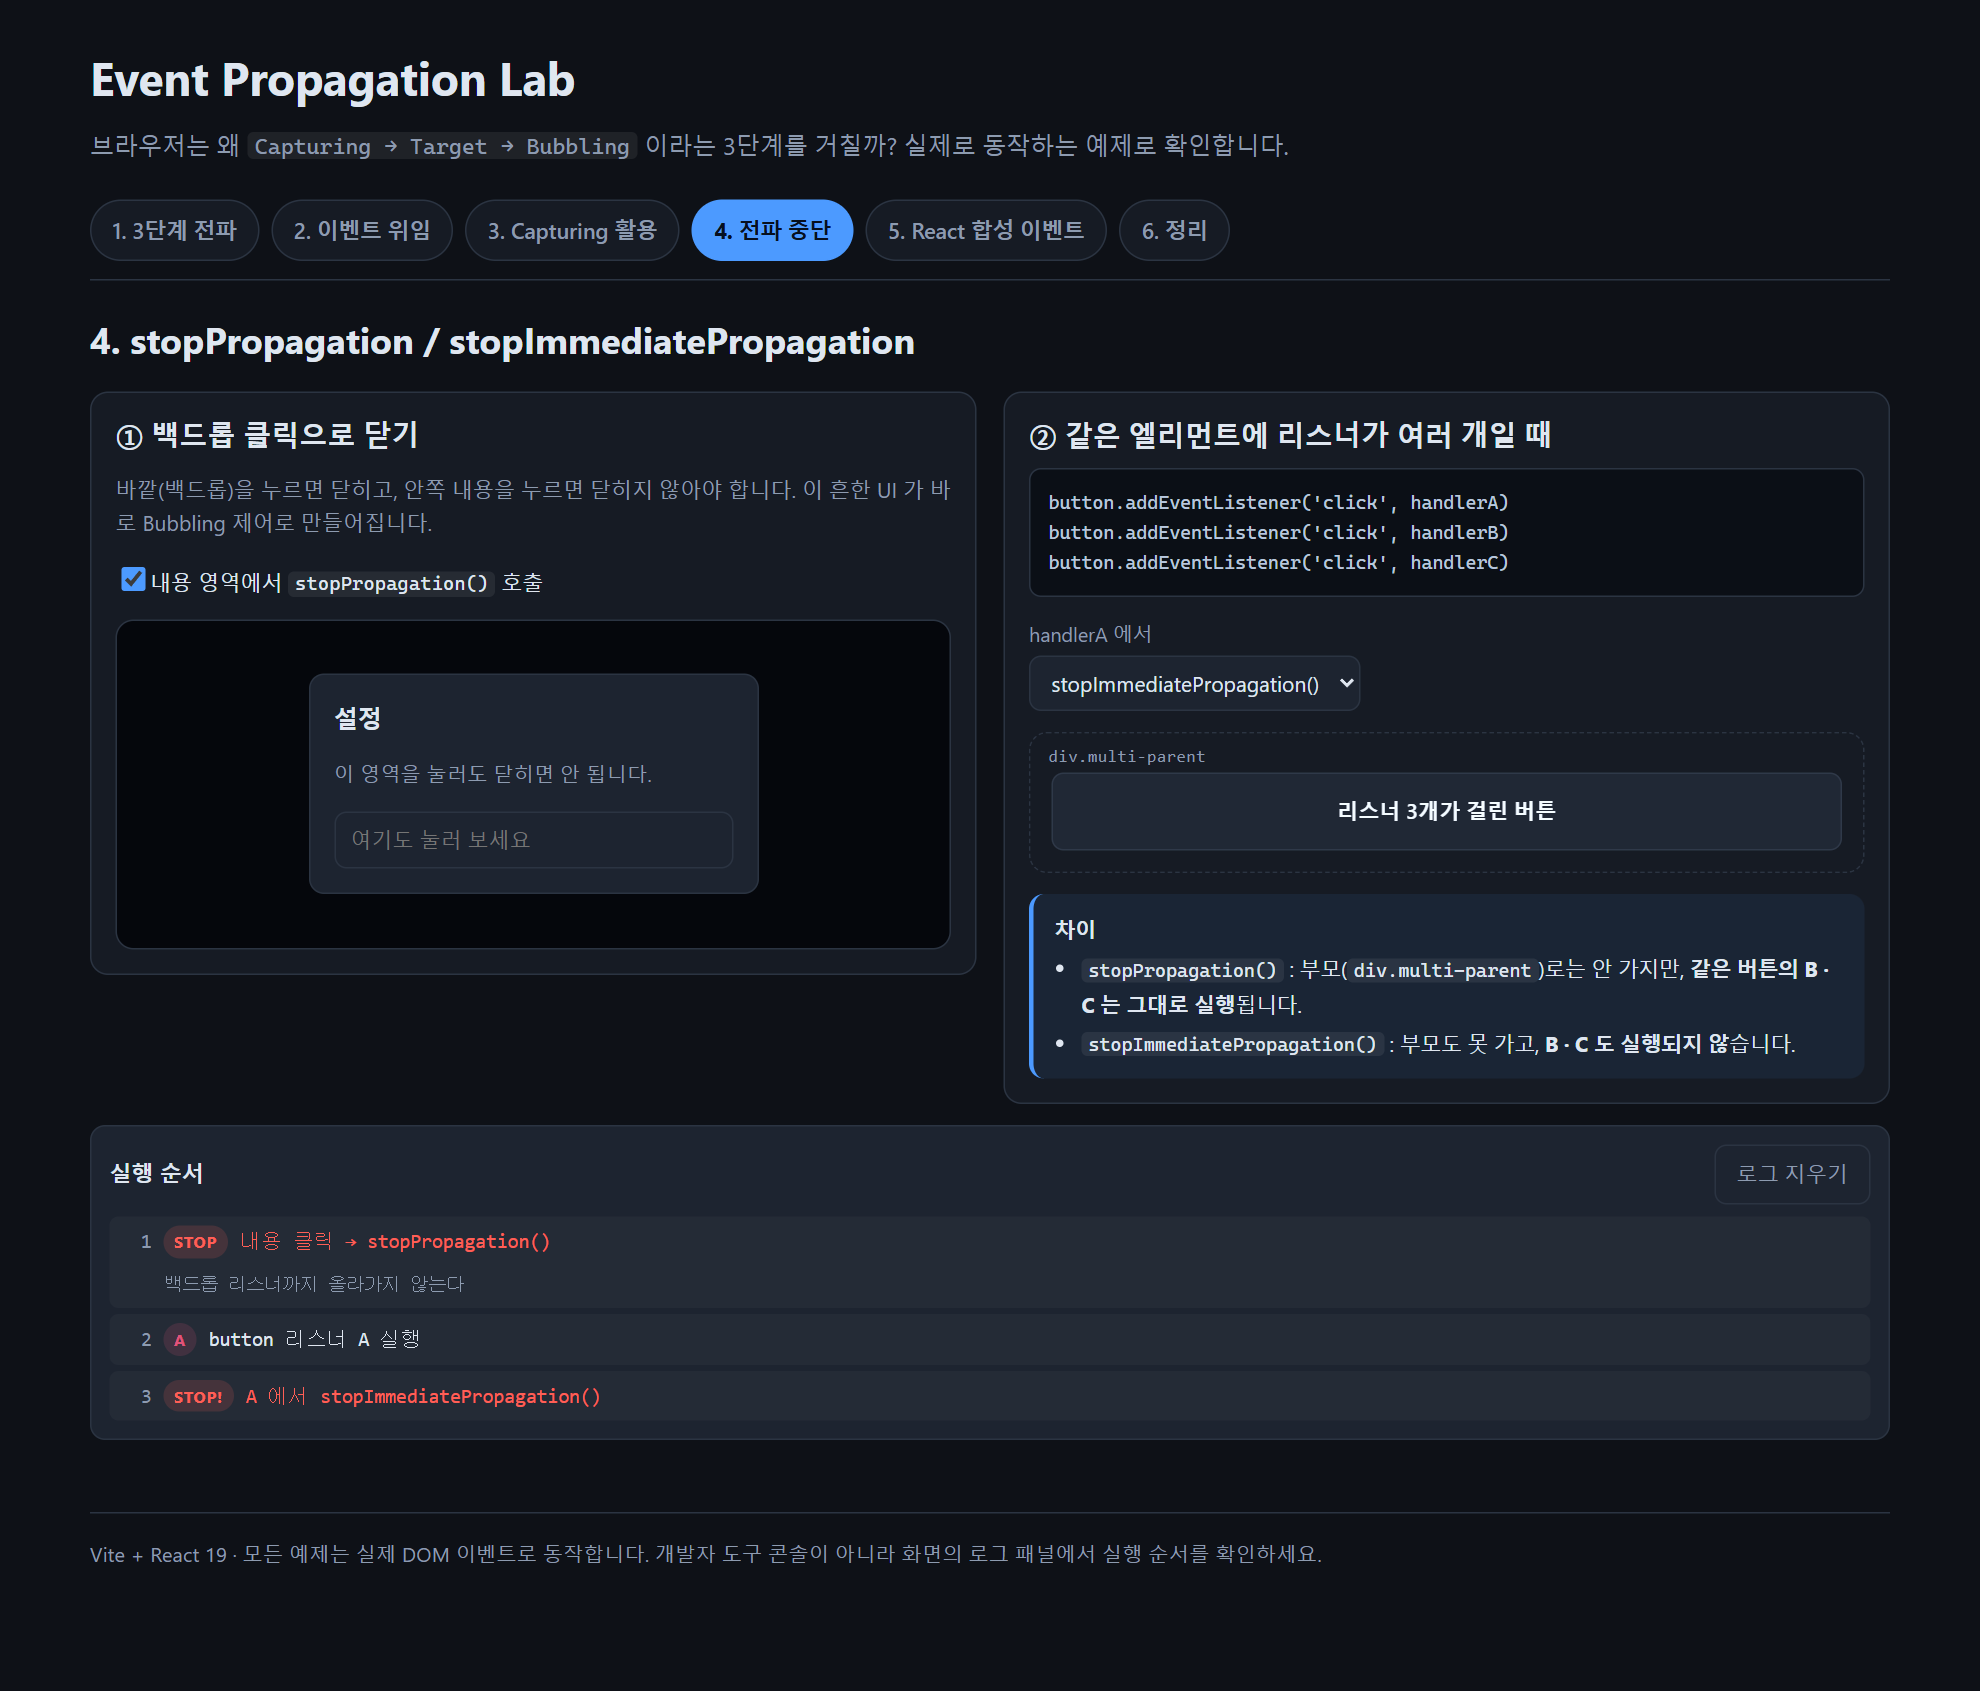 Event Propagation Lab
브라우저는 왜 Capturing → Target → Bubbling 이라는 3단계를 거칠까? 실제로 동작하는 예제로 확인합니다.
1. 3단계 전파
2. 이벤트 위임
3. Capturing 활용
4. 전파 중단
5. React 합성 이벤트
6. 정리
4. stopPropagation / stopImmediatePropagation
① 백드롭 클릭으로 닫기
바깥(백드롭)을 누르면 닫히고, 안쪽 내용을 누르면 닫히지 않아야 합니다. 이 흔한 UI 가 바
로 Bubbling 제어로 만들어집니다.
내용 영역에서 stopPropagation() 호출
설정
이 영역을 눌러도 닫히면 안 됩니다.
여기도 눌러 보세요
② 같은 엘리먼트에 리스너가 여러 개일 때
button.addEventListener('click', handlerA)
button.addEventListener('click', handlerB)
button.addEventListener('click', handlerC)
handlerA 에서
stopImmediatePropagation()
div.multi-parent
리스너 3개가 걸린 버튼
차이
• stopPropagation() : 부모(div.multi-parent)로는 안 가지만, 같은 버튼의 B ·
C 는 그대로 실행됩니다.
• stopImmediatePropagation() : 부모도 못 가고, B · C 도 실행되지 않습니다.
실행 순서
로그 지우기
1 STOP 내용 클릭 → stopPropagation()
백드롭 리스너까지 올라가지 않는다
2 A button 리스너 A 실행
3 STOP! A 에서 stopImmediatePropagation()
Vite + React 19 · 모든 예제는 실제 DOM 이벤트로 동작합니다. 개발자 도구 콘솔이 아니라 화면의 로그 패널에서 실행 순서를 확인하세요.